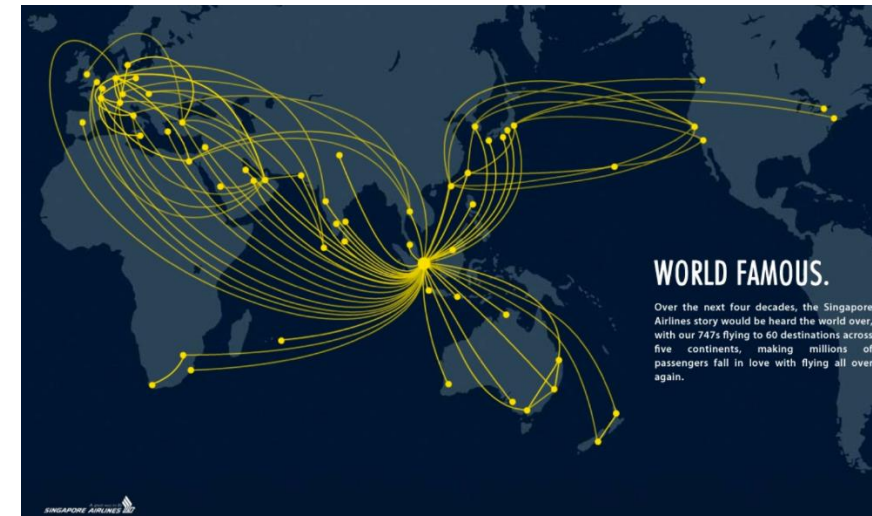 WORLD FAMOUS.
Over the next four decades, the Singapore
Airlines story would be heard the world over,
with our 747s flying to 60 destinations across
five continents, making millions of
passengers fall in love with flying all over
again.
SINGAPORE AIRLINES